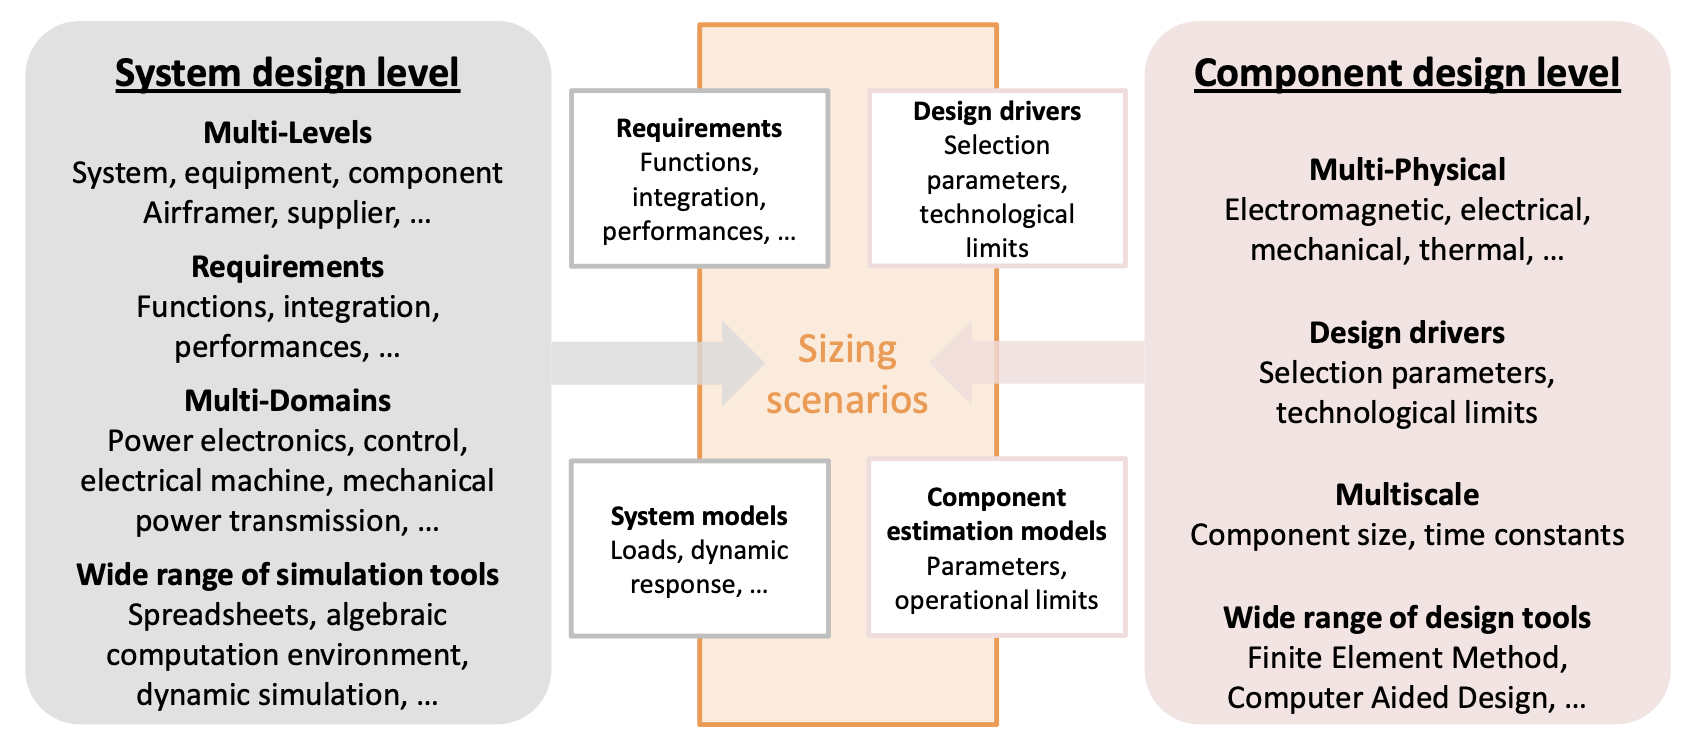 System design level
Multi-Levels
System, equipment, component
Airframer, supplier, ...
Requirements
Functions, integration,
performances, ...
Multi-Domains
Power electronics, control,
electrical machine, mechanical
power transmission, ...
Wide range of simulation tools
Spreadsheets, algebraic
computation environment,
dynamic simulation, ...
Requirements
Functions,
integration,
performances, ...
System models
Loads, dynamic
response, ...
Sizing
scenarios
Design drivers
Selection
parameters,
technological
limits
Component
estimation models
Parameters,
operational limits
Component design level
Multi-Physical
Electromagnetic, electrical,
mechanical, thermal, ...
Design drivers
Selection parameters,
technological limits
Multiscale
Component size, time constants
Wide range of design tools
Finite Element Method,
Computer Aided Design, ...